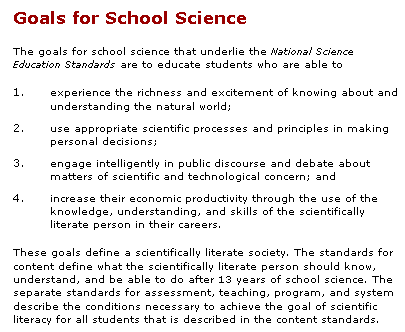 Goals for School Science
The goals for school science that underlie the National Science
Education Standards are to educate students who are able to
1. experience the richness and excitement of knowing about and
understanding the natural world;
2. use appropriate scientific processes and principles in making
personal decisions;
3. engage intelligently in public discourse and debate about
matters of scientific and technological concern; and
4. increase their economic productivity through the use of the
knowledge, understanding, and skills of the scientifically
literate person in their careers.
These goals define a scientifically literate society. The standards for
content define what the scientifically literate person should know,
understand, and be able to do after 13 years of school science. The
separate standards for assessment, teaching, program, and system
describe the conditions necessary to achieve the goal of scientific
literacy for all students that is described in the content standards.